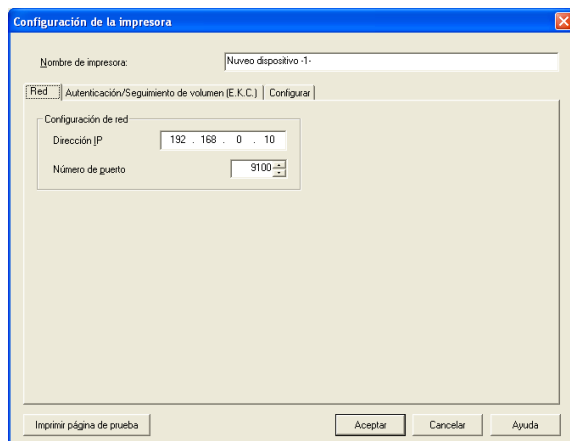 Configuración de la impresora
Nombre de impresora: Nuveo dispositivo -1-
Red Autenticación/Seguimiento de volumen (E.K.C.) Configurar
Configuración de red
Dirección IP 192 . 168 . 0 . 10
Número de puerto 9100
Imprimir página de prueba Aceptar Cancelar Ayuda